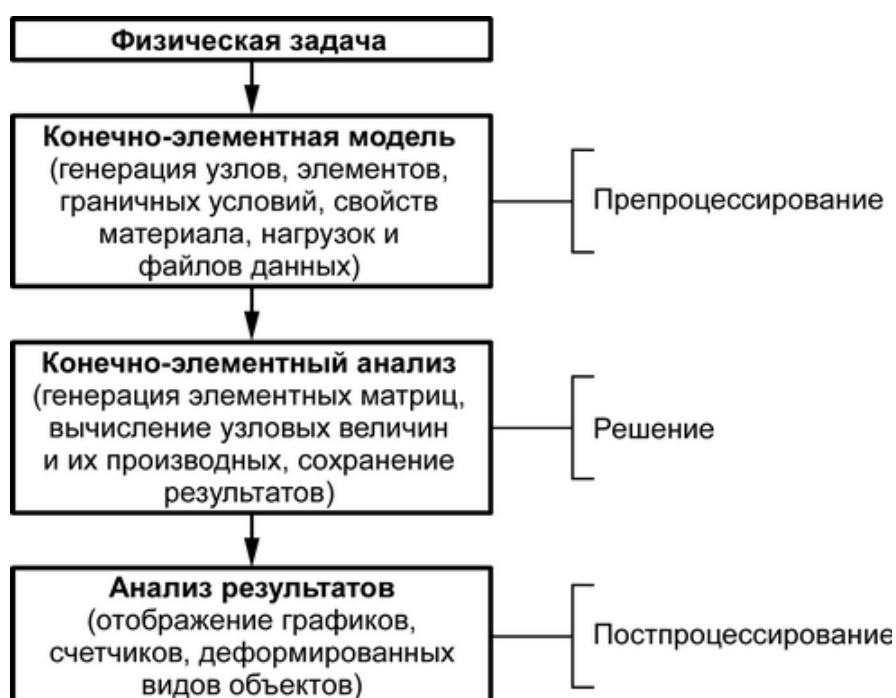 Физическая задача
Конечно-элементная модель
(генерация узлов, элементов,
граничных условий, свойств
материала, нагрузок и
файлов данных)
Препроцессирование
Конечно-элементный анализ
(генерация элементных матриц,
вычисление узловых величин
и их производных, сохранение
результатов)
Решение
Анализ результатов
(отображение графиков,
счетчиков, деформированных
видов объектов)
Постпроцессирование